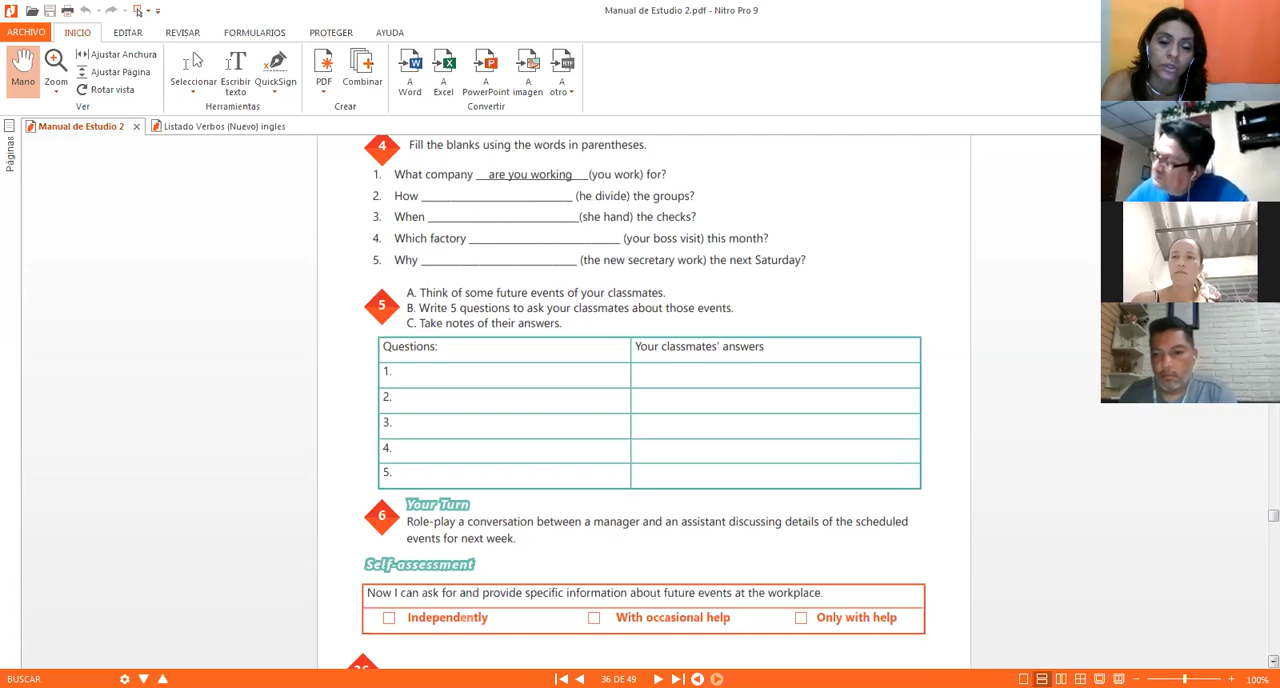 Manual de Estudio 2.pdf - Nitro Pro 9
ARCHIVO INICIO EDITAR REVISAR FORMULARIOS PROTEGER AYUDA
Mano Zoom Ajustar Anchura Ajustar Página Rotar vista Seleccionar Escribir texto QuickSign PDF Combinar A Word A Excel A PowerPoint A imagen A otro
Ver Herramientas Crear Convertir
Manual de Estudio 2 Listado Verbos (Nuevo) ingles
Páginas
4 Fill the blanks using the words in parentheses.
1. What company __are you working___(you work) for?
2. How ________________________ (he divide) the groups?
3. When ________________________(she hand) the checks?
4. Which factory ________________________ (your boss visit) this month?
5. Why _________________________ (the new secretary work) the next Saturday?
5 A. Think of some future events of your classmates.
B. Write 5 questions to ask your classmates about those events.
C. Take notes of their answers.
Questions: Your classmates’ answers
1.
2.
3.
4.
5.
6 Your Turn
Role-play a conversation between a manager and an assistant discussing details of the scheduled
events for next week.
Self-assessment
Now I can ask for and provide specific information about future events at the workplace.
Independently With occasional help Only with help
BUSCAR 36 DE 49 100%